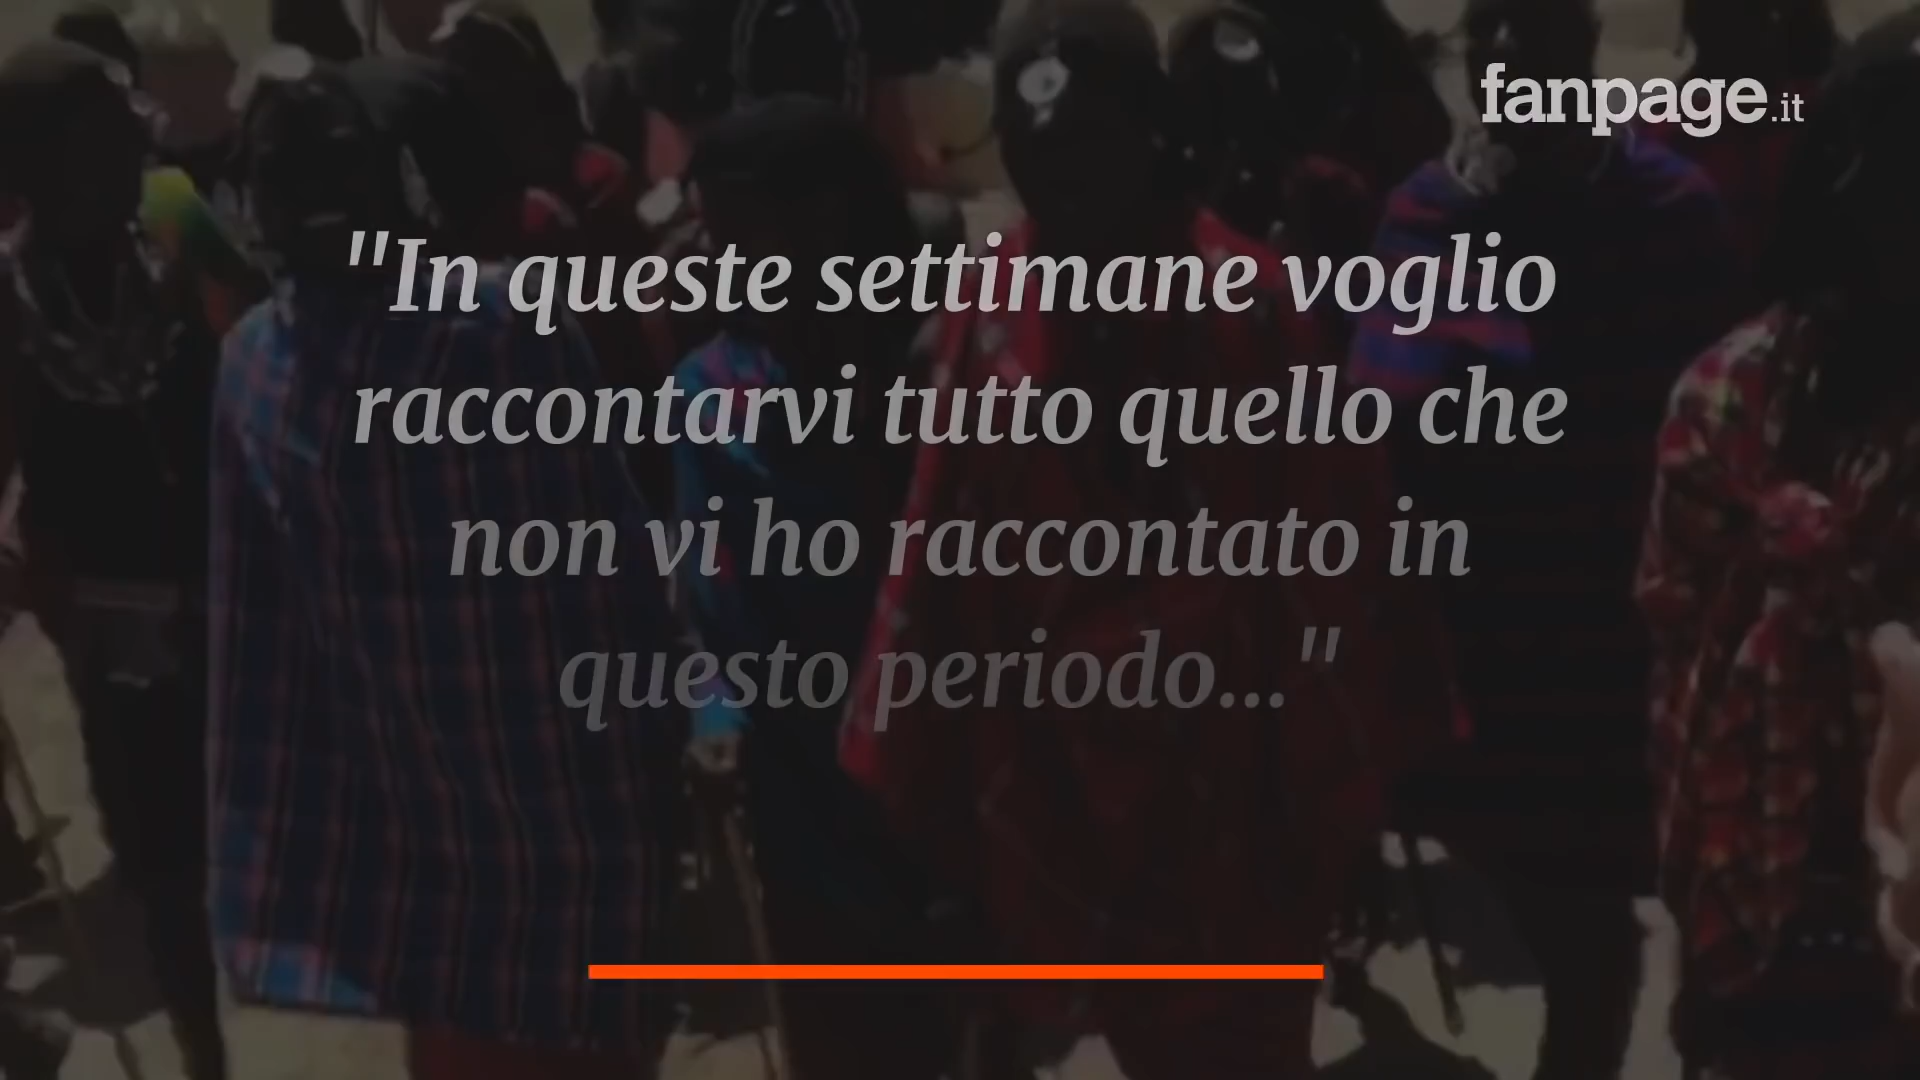 fanpage.it
"In queste settimane voglio
raccontarvi tutto quello che
non vi ho raccontato in
questo periodo..."